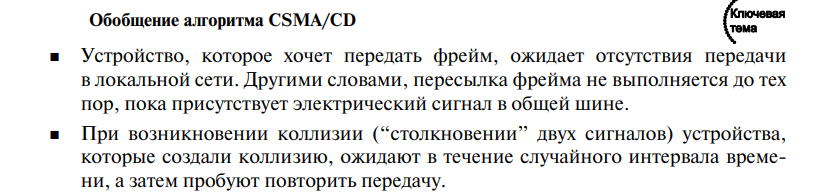 Обобщение алгоритма CSMA/CD
Ключевая
тема
■ Устройство, которое хочет передать фрейм, ожидает отсутствия передачи
в локальной сети. Другими словами, пересылка фрейма не выполняется до тех
пор, пока присутствует электрический сигнал в общей шине.
■ При возникновении коллизии (“столкновении” двух сигналов) устройства,
которые создали коллизию, ожидают в течение случайного интервала време-
ни, а затем пробуют повторить передачу.